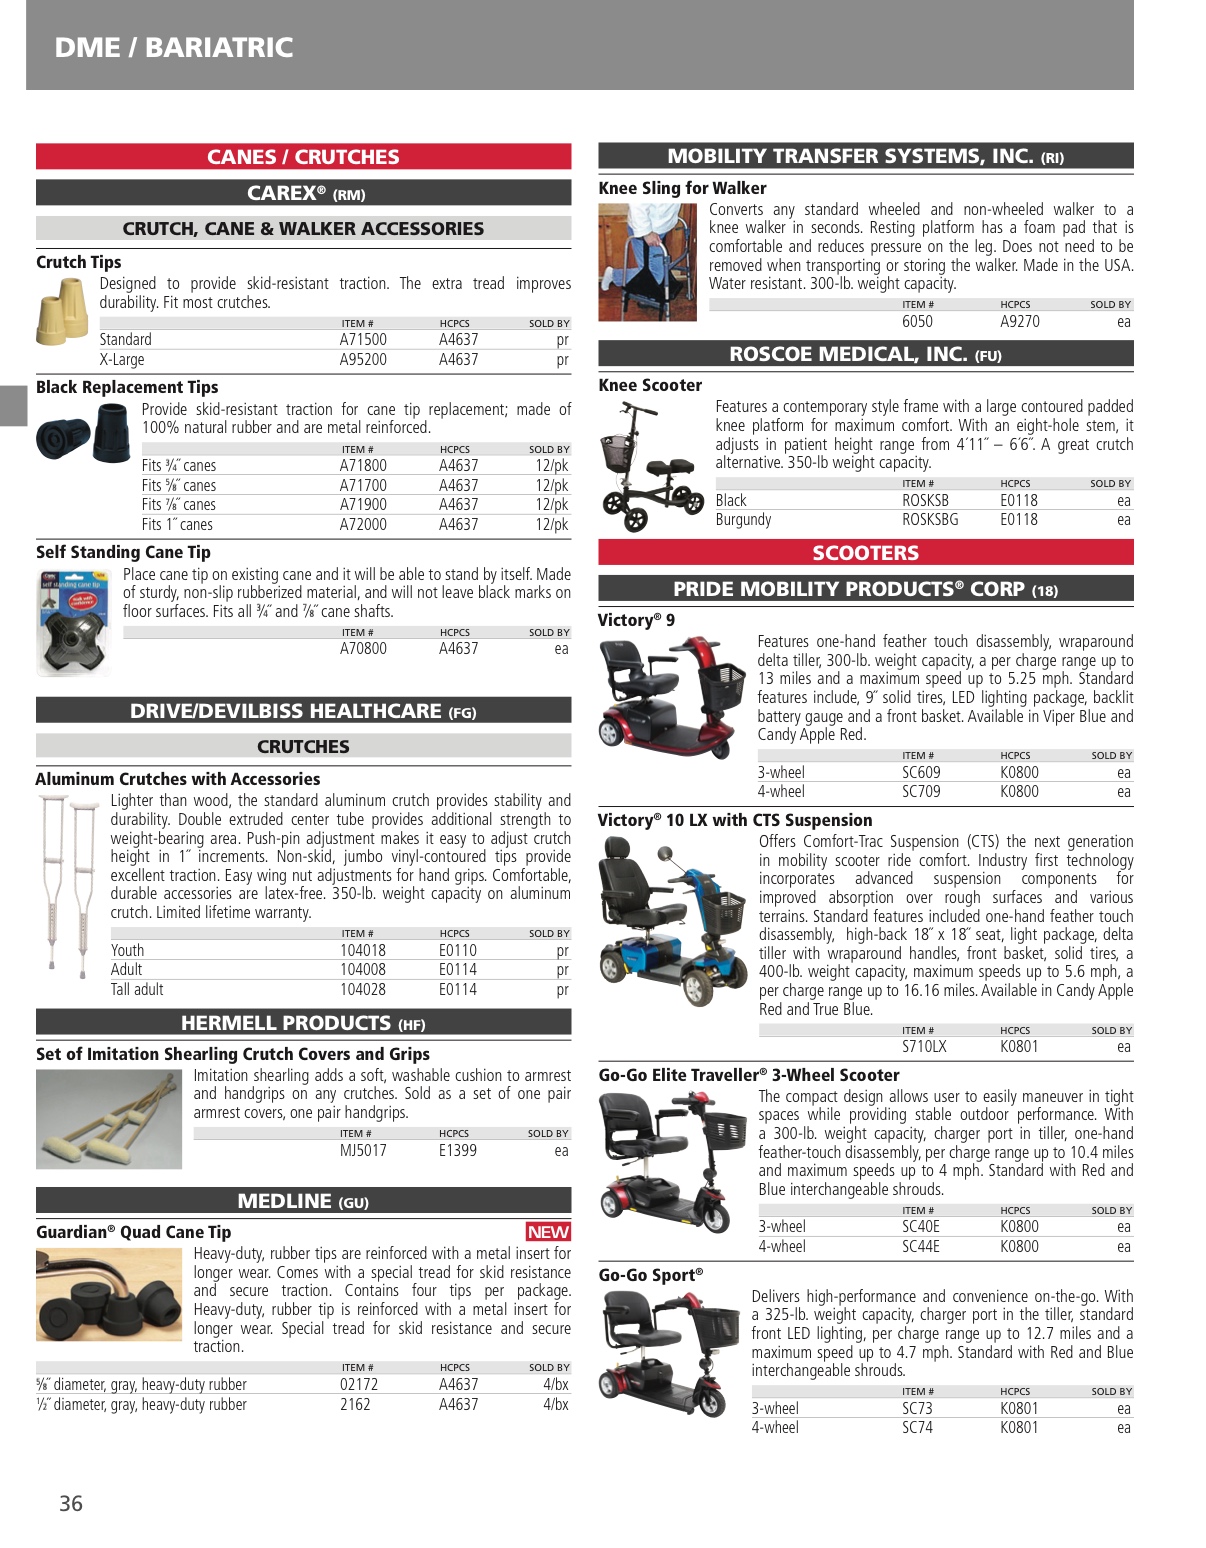 DME / BARIATRIC
CANES / CRUTCHES
CAREX® (RM)
CRUTCH, CANE & WALKER ACCESSORIES
Crutch Tips
Designed to provide skid-resistant traction. The extra tread improves
durability. Fit most crutches.
ITEM # HCPCS SOLD BY
Standard A71500 A4637 pr
X-Large A95200 A4637 pr
Black Replacement Tips
Provide skid-resistant traction for cane tip replacement; made of
100% natural rubber and are metal reinforced.
ITEM # HCPCS SOLD BY
Fits ¾˝ canes A71800 A4637 12/pk
Fits ⅝˝ canes A71700 A4637 12/pk
Fits ⅞˝ canes A71900 A4637 12/pk
Fits 1˝ canes A72000 A4637 12/pk
Self Standing Cane Tip
Place cane tip on existing cane and it will be able to stand by itself. Made
of sturdy, non-slip rubberized material, and will not leave black marks on
floor surfaces. Fits all ¾˝ and ⅞˝ cane shafts.
ITEM # HCPCS SOLD BY
A70800 A4637 ea
self standing cane tip
DRIVE/DEVILBISS HEALTHCARE (FG)
CRUTCHES
Aluminum Crutches with Accessories
Lighter than wood, the standard aluminum crutch provides stability and
durability. Double extruded center tube provides additional strength to
weight-bearing area. Push-pin adjustment makes it easy to adjust crutch
height in 1˝ increments. Non-skid, jumbo vinyl-contoured tips provide
excellent traction. Easy wing nut adjustments for hand grips. Comfortable,
durable accessories are latex-free. 350-lb. weight capacity on aluminum
crutch. Limited lifetime warranty.
ITEM # HCPCS SOLD BY
Youth 104018 E0110 pr
Adult 104008 E0114 pr
Tall adult 104028 E0114 pr
HERMELL PRODUCTS (HF)
Set of Imitation Shearling Crutch Covers and Grips
Imitation shearling adds a soft, washable cushion to armrest
and handgrips on any crutches. Sold as a set of one pair
armrest covers, one pair handgrips.
ITEM # HCPCS SOLD BY
MJ5017 E1399 ea
MEDLINE (GU)
Guardian® Quad Cane Tip NEW
Heavy-duty, rubber tips are reinforced with a metal insert for
longer wear. Comes with a special tread for skid resistance
and secure traction. Contains four tips per package.
Heavy-duty, rubber tip is reinforced with a metal insert for
longer wear. Special tread for skid resistance and secure
traction.
ITEM # HCPCS SOLD BY
⅝˝ diameter, gray, heavy-duty rubber 02172 A4637 4/bx
½˝ diameter, gray, heavy-duty rubber 2162 A4637 4/bx
MOBILITY TRANSFER SYSTEMS, INC. (RI)
Knee Sling for Walker
Converts any standard wheeled and non-wheeled walker to a
knee walker in seconds. Resting platform has a foam pad that is
comfortable and reduces pressure on the leg. Does not need to be
removed when transporting or storing the walker. Made in the USA.
Water resistant. 300-lb. weight capacity.
ITEM # HCPCS SOLD BY
6050 A9270 ea
ROSCOE MEDICAL, INC. (FU)
Knee Scooter
Features a contemporary style frame with a large contoured padded
knee platform for maximum comfort. With an eight-hole stem, it
adjusts in patient height range from 4´11˝ – 6´6˝. A great crutch
alternative. 350-lb weight capacity.
ITEM # HCPCS SOLD BY
Black ROSKSB E0118 ea
Burgundy ROSKSBG E0118 ea
SCOOTERS
PRIDE MOBILITY PRODUCTS® CORP (18)
Victory® 9
Features one-hand feather touch disassembly, wraparound
delta tiller, 300-lb. weight capacity, a per charge range up to
13 miles and a maximum speed up to 5.25 mph. Standard
features include, 9˝ solid tires, LED lighting package, backlit
battery gauge and a front basket. Available in Viper Blue and
Candy Apple Red.
ITEM # HCPCS SOLD BY
3-wheel SC609 K0800 ea
4-wheel SC709 K0800 ea
Victory® 10 LX with CTS Suspension
Offers Comfort-Trac Suspension (CTS) the next generation
in mobility scooter ride comfort. Industry first technology
incorporates advanced suspension components for
improved absorption over rough surfaces and various
terrains. Standard features included one-hand feather touch
disassembly, high-back 18˝ x 18˝ seat, light package, delta
tiller with wraparound handles, front basket, solid tires, a
400-lb. weight capacity, maximum speeds up to 5.6 mph, a
per charge range up to 16.16 miles. Available in Candy Apple
Red and True Blue.
ITEM # HCPCS SOLD BY
S710LX K0801 ea
Go-Go Elite Traveller® 3-Wheel Scooter
The compact design allows user to easily maneuver in tight
spaces while providing stable outdoor performance. With
a 300-lb. weight capacity, charger port in tiller, one-hand
feather-touch disassembly, per charge range up to 10.4 miles
and maximum speeds up to 4 mph. Standard with Red and
Blue interchangeable shrouds.
ITEM # HCPCS SOLD BY
3-wheel SC40E K0800 ea
4-wheel SC44E K0800 ea
Go-Go Sport®
Delivers high-performance and convenience on-the-go. With
a 325-lb. weight capacity, charger port in the tiller, standard
front LED lighting, per charge range up to 12.7 miles and a
maximum speed up to 4.7 mph. Standard with Red and Blue
interchangeable shrouds.
ITEM # HCPCS SOLD BY
3-wheel SC73 K0801 ea
4-wheel SC74 K0801 ea
36